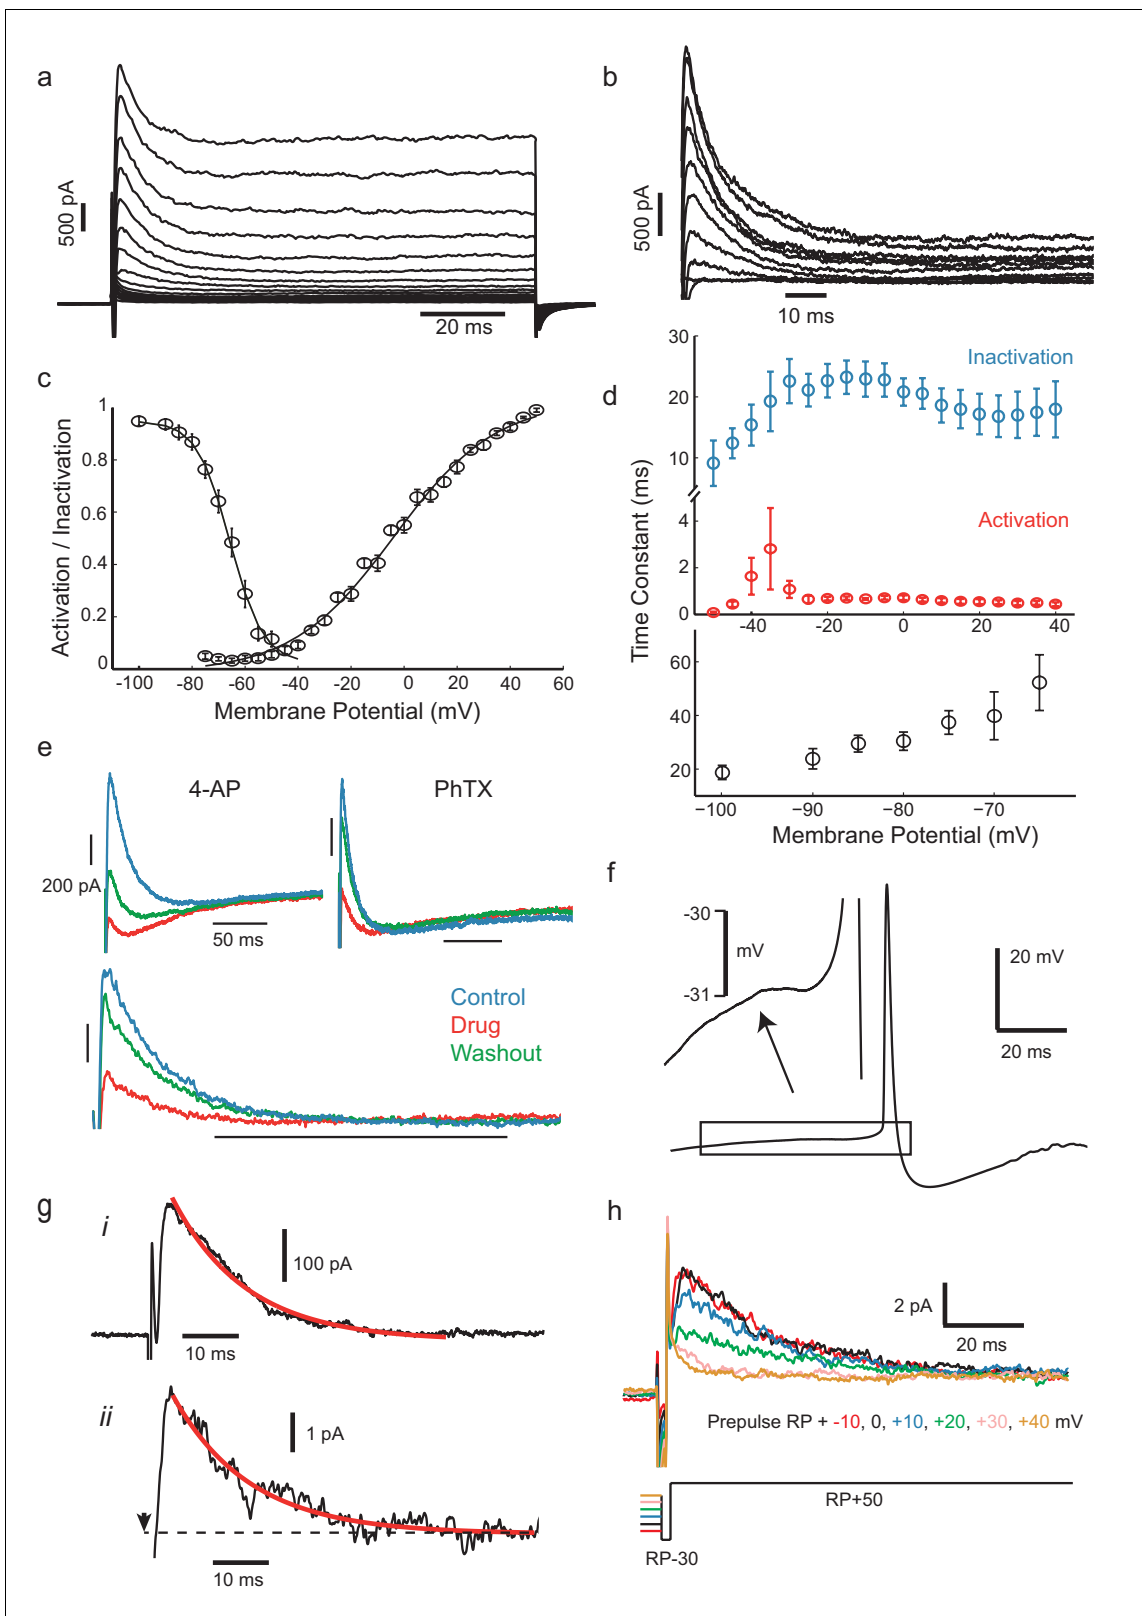 a
500 pA
20 ms
b
500 pA
10 ms
c
Activation / Inactivation
1
0.8
0.6
0.4
0.2
0
-100 -80 -60 -40 -20 0 20 40 60
Membrane Potential (mV)
d
Time Constant (ms)
30
20
10
Inactivation
4
2
0
Activation
-40 -20 0 20 40
60
40
20
−100 −90 −80 −70
Membrane Potential (mV)
e
4-AP
PhTX
200 pA
50 ms
Control
Drug
Washout
f
-30
mV
-31
20 mV
20 ms
g
i
100 pA
10 ms
ii
1 pA
10 ms
h
2 pA
20 ms
Prepulse RP + -10, 0, +10, +20, +30, +40 mV
RP+50
RP-30